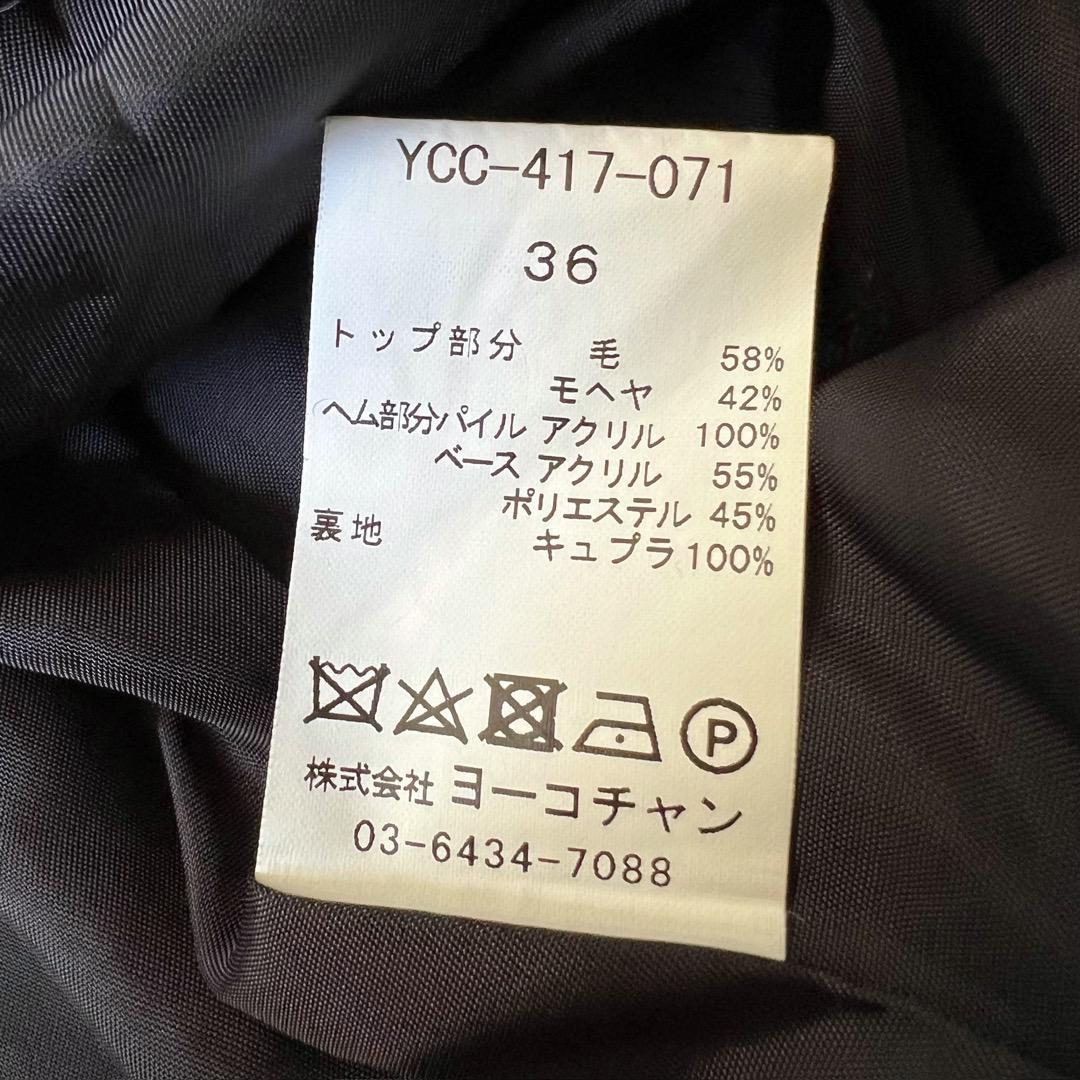 YCC-417-071
36
トップ部分 毛 58%
モヘヤ 42%
ヘム部分パイル アクリル 100%
ベース アクリル 55%
ポリエステル 45%
裏地 キュプラ 100%
P
株式会社 ヨーコチャン
03-6434-7088